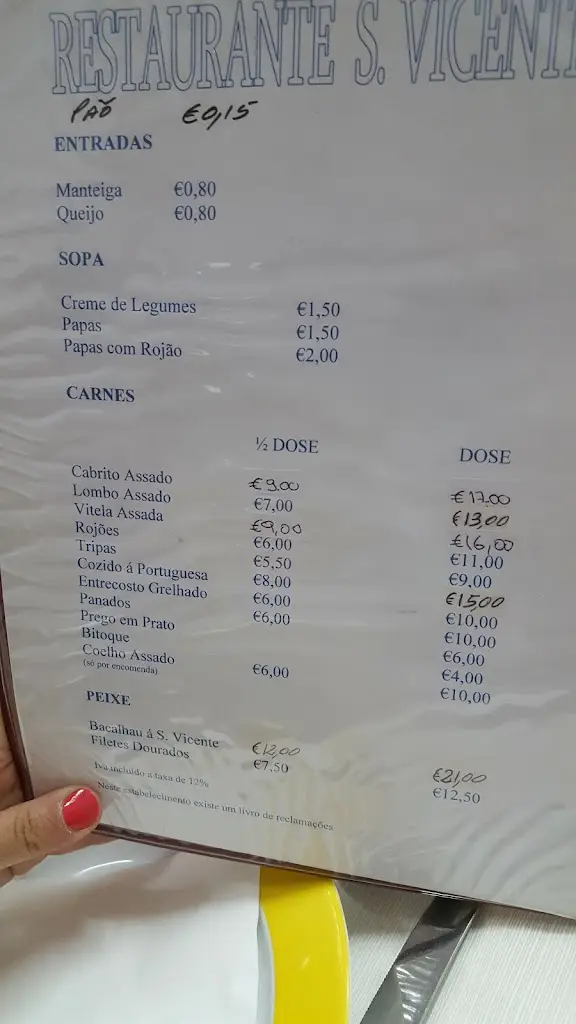 RESTAURANTE S. VICENT
PAÕ €0,15
ENTRADAS
Manteiga €0,80
Queijo €0,80
SOPA
Creme de Legumes €1,50
Papas €1,50
Papas com Rojão €2,00
CARNES
½ DOSE DOSE
Cabrito Assado €9.00 €17.00
Lombo Assado €7,00 €13,00
Vitela Assada €9,00 €16,00
Rojões €6,00 €11,00
Tripas €5,50 €9,00
Cozido á Portuguesa €8,00 €15,00
Entrecosto Grelhado €6,00 €10,00
Panados €6,00 €10,00
Prego em Prato €6,00
Bitoque €4,00
Coelho Assado €6,00 €10,00
(só por encomenda)
PEIXE
Bacalhau á S. Vicente €12,00 €21,00
Filetes Dourados €7,50 €12,50
Iva incluido a taxa de 12%
Neste estabelecimento existe um livro de reclamações